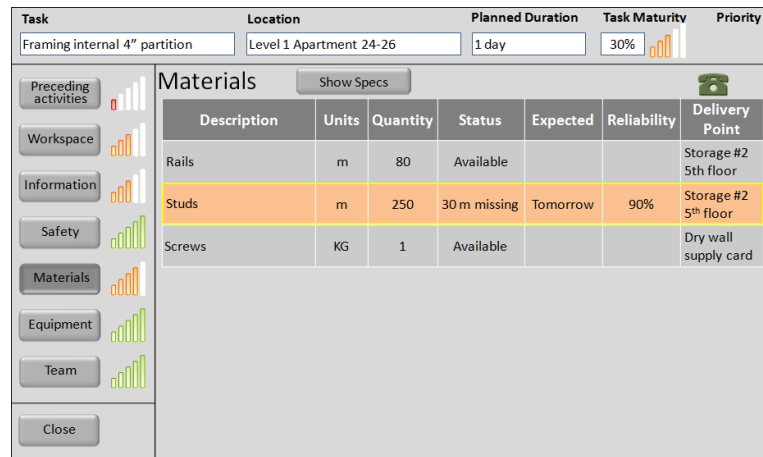 Task Location Planned Duration Task Maturity Priority
Framing internal 4” partition Level 1 Apartment 24-26 1 day 30%
Preceding
activities
Workspace
Information
Safety
Materials
Equipment
Team
Close
Materials Show Specs
Description Units Quantity Status Expected Reliability Delivery
Point
Rails m 80 Available Storage #2
5th floor
Studs m 250 30 m missing Tomorrow 90% Storage #2
5th floor
Screws KG 1 Available Dry wall
supply card